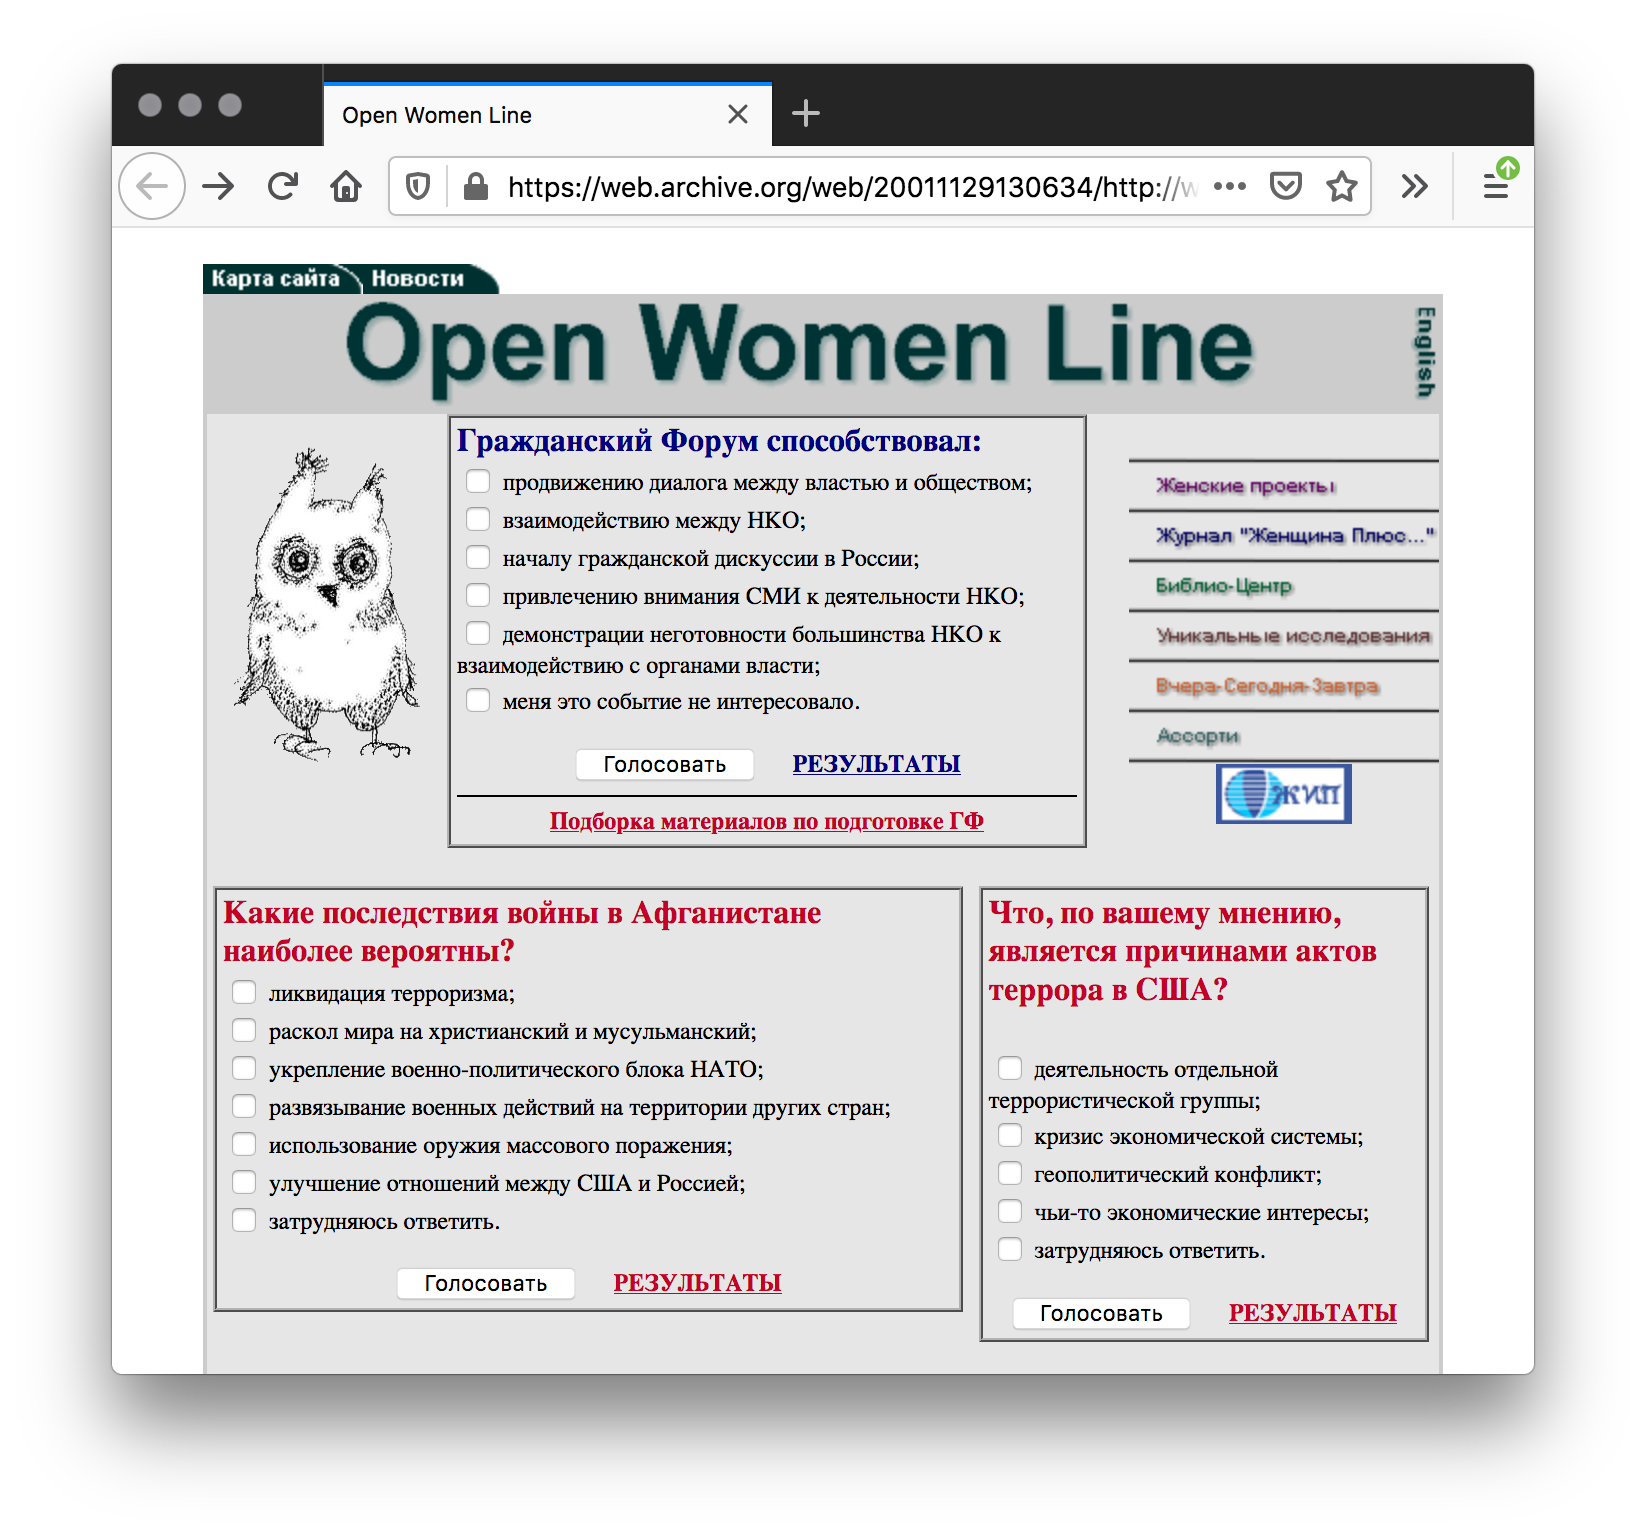 Open Women Line
https://web.archive.org/web/20011129130634/http://w
Карта сайта
Новости
Open Women Line
English
Гражданский Форум способствовал:
продвижению диалога между властью и обществом;
взаимодействию между НКО;
началу гражданской дискуссии в России;
привлечению внимания СМИ к деятельности НКО;
демонстрации неготовности большинства НКО к
взаимодействию с органами власти;
меня это событие не интересовало.
Голосовать
РЕЗУЛЬТАТЫ
Подборка материалов по подготовке ГФ
Женские проекты
Журнал "Женщина Плюс..."
Библио-Центр
Уникальные исследования
Вчера-Сегодня-Завтра
Ассорти
ЖИП
Какие последствия войны в Афганистане
наиболее вероятны?
ликвидация терроризма;
раскол мира на христианский и мусульманский;
укрепление военно-политического блока НАТО;
развязывание военных действий на территории других стран;
использование оружия массового поражения;
улучшение отношений между США и Россией;
затрудняюсь ответить.
Голосовать
РЕЗУЛЬТАТЫ
Что, по вашему мнению,
является причинами актов
террора в США?
деятельность отдельной
террористической группы;
кризис экономической системы;
геополитический конфликт;
чьи-то экономические интересы;
затрудняюсь ответить.
Голосовать
РЕЗУЛЬТАТЫ